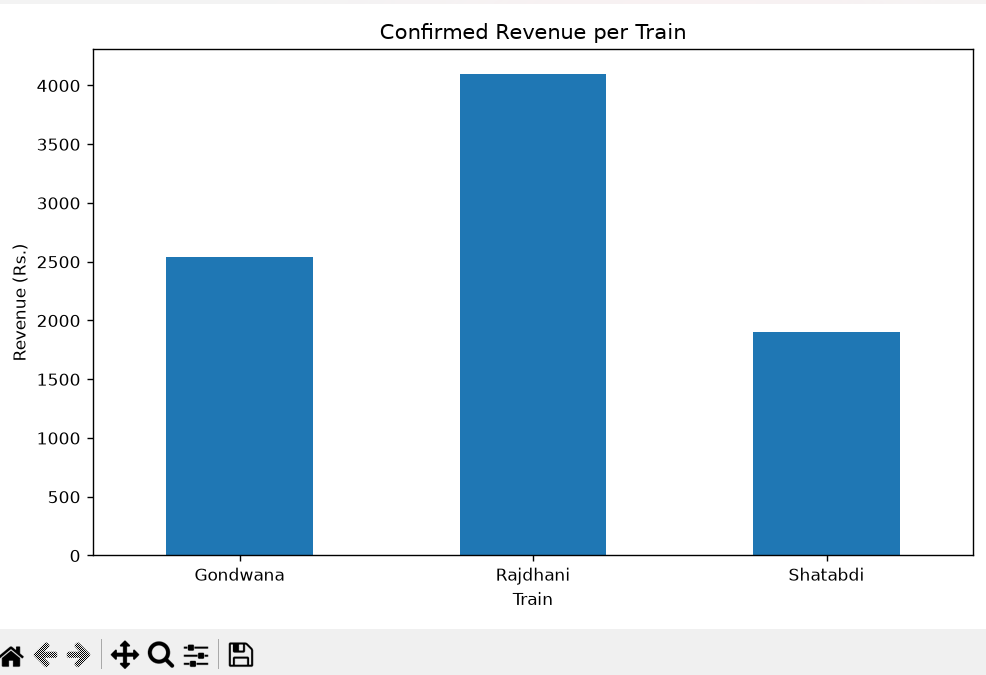 Confirmed Revenue per Train
4000
3500
3000
2500
2000
1500
1000
500
0
Revenue (Rs.)
Gondwana
Rajdhani
Shatabdi
Train